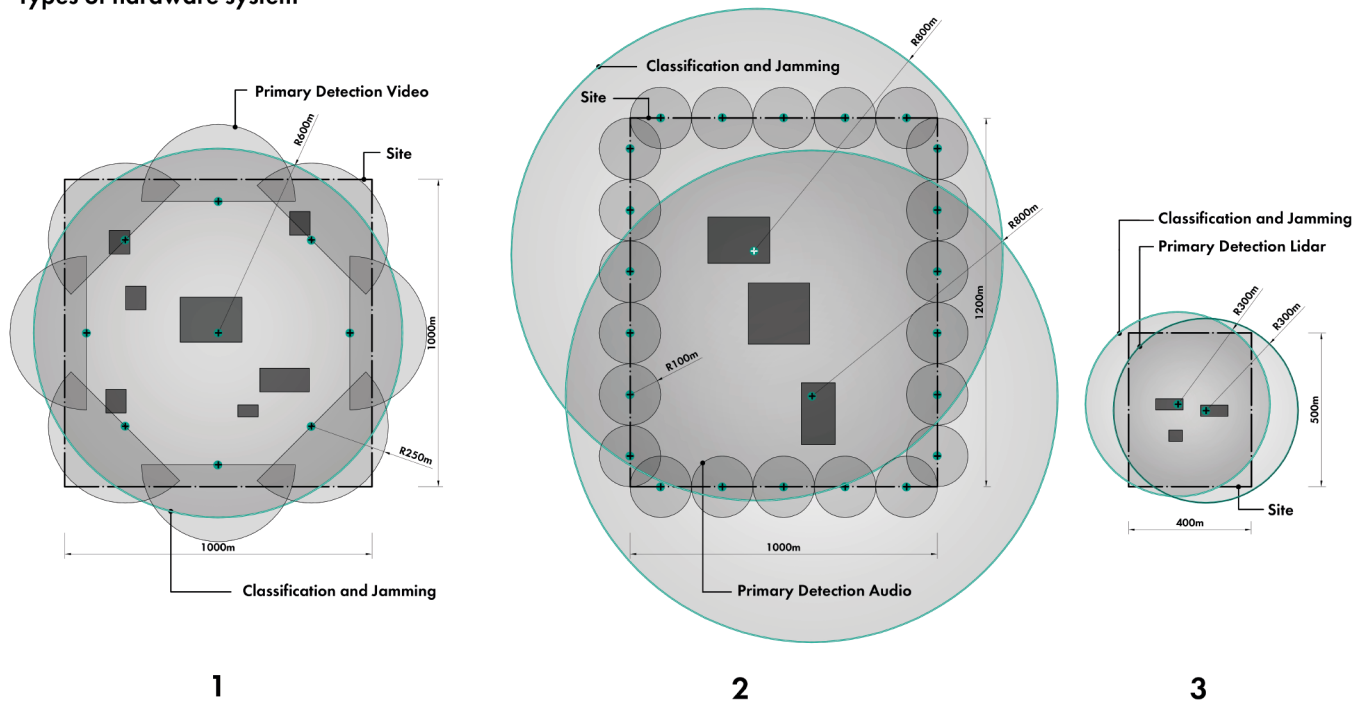 Types of hardware system
Primary Detection Video
R600m
Site
1000m
R250m
1000m
Classification and Jamming
1
R800m
Classification and Jamming
Site
R800m
1200m
R100m
1000m
Primary Detection Audio
2
Classification and Jamming
Primary Detection Lidar
R300m
R300m
500m
Site
400m
3